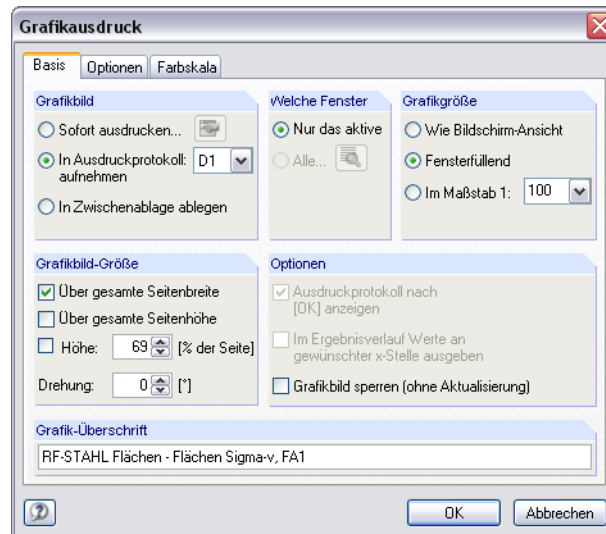 Grafikausdruck
Basis
Optionen
Farbskala
Grafikbild
Sofort ausdrucken...
In Ausdruckprotokoll: D1
aufnehmen
In Zwischenablage ablegen
Welche Fenster
Nur das aktive
Alle...
Grafikgröße
Wie Bildschirm-Ansicht
Fensterfüllend
Im Maßstab 1: 100
Grafikbild-Größe
Über gesamte Seitenbreite
Über gesamte Seitenhöhe
Höhe: 69 [% der Seite]
Drehung: 0 [°]
Optionen
Ausdruckprotokoll nach
[OK] anzeigen
Im Ergebnisverlauf Werte an
gewünschter x-Stelle ausgeben
Grafikbild sperren (ohne Aktualisierung)
Grafik-Überschrift
RF-STAHL Flächen - Flächen Sigma-v, FA1
OK
Abbrechen